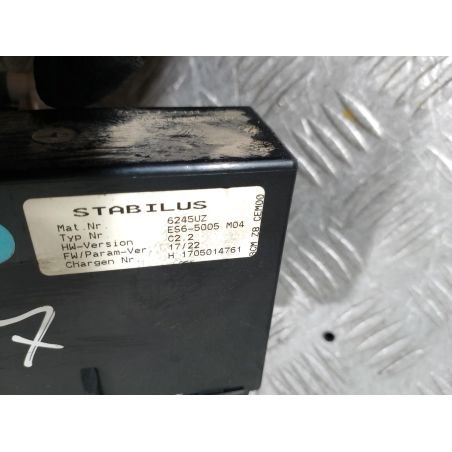 STABILUS
Mat.Nr. 6245UZ
Typ Nr. ES6-5005 M04
HW-Version C2.2
FW/Param-Ver. 17/22
Chargen Nr. H 1705014761
7